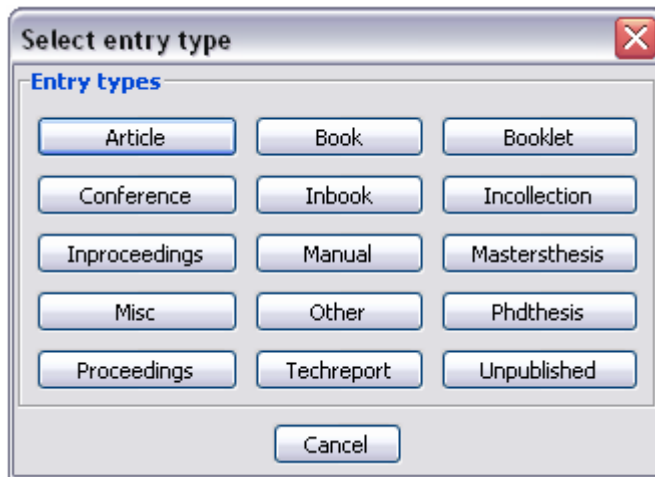 Select entry type
Entry types
Article Book Booklet
Conference Inbook Incollection
Inproceedings Manual Mastersthesis
Misc Other Phdthesis
Proceedings Techreport Unpublished
Cancel